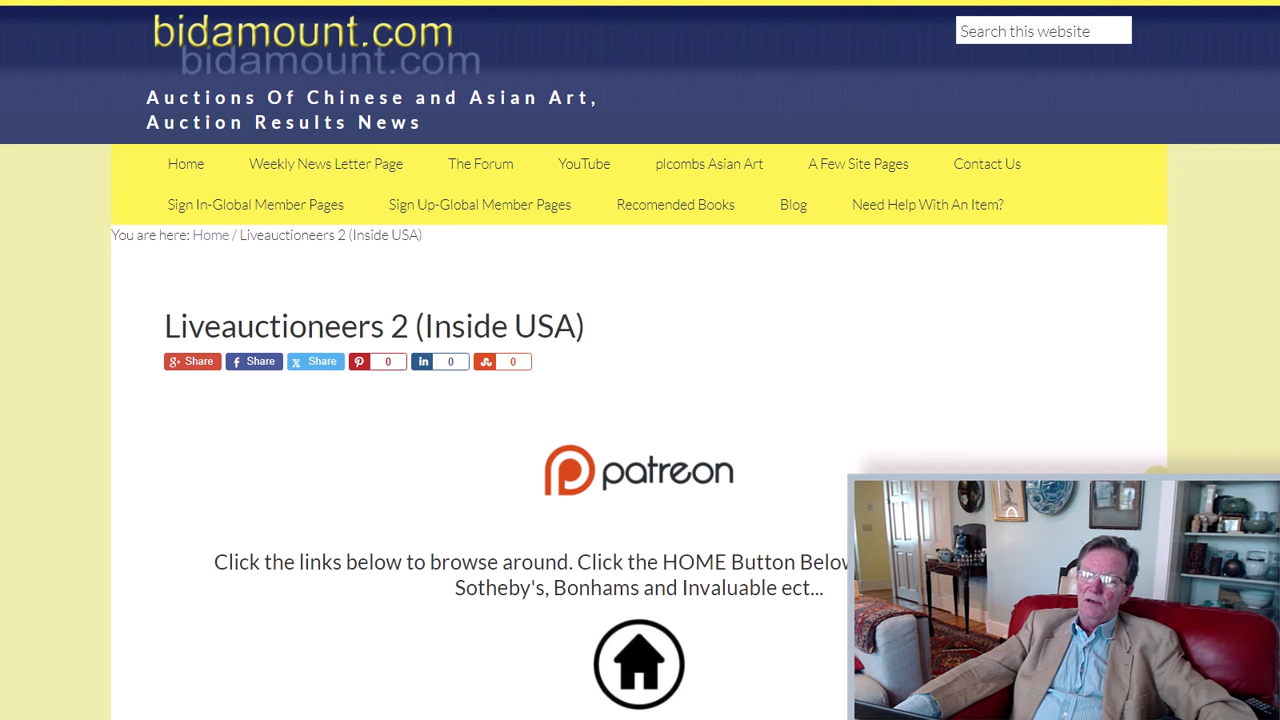 bidamount.com
bidamount.com
Search this website
Auctions Of Chinese and Asian Art,
Auction Results News
Home Weekly News Letter Page The Forum YouTube plcombs Asian Art A Few Site Pages Contact Us
Sign In-Global Member Pages Sign Up-Global Member Pages Recomended Books Blog Need Help With An Item?
You are here: Home / Liveauctioneers 2 (Inside USA)
Liveauctioneers 2 (Inside USA)
g+ Share f Share Share 0 in 0 0
patreon
Click the links below to browse around. Click the HOME Button Below
Sotheby's, Bonhams and Invaluable ect...